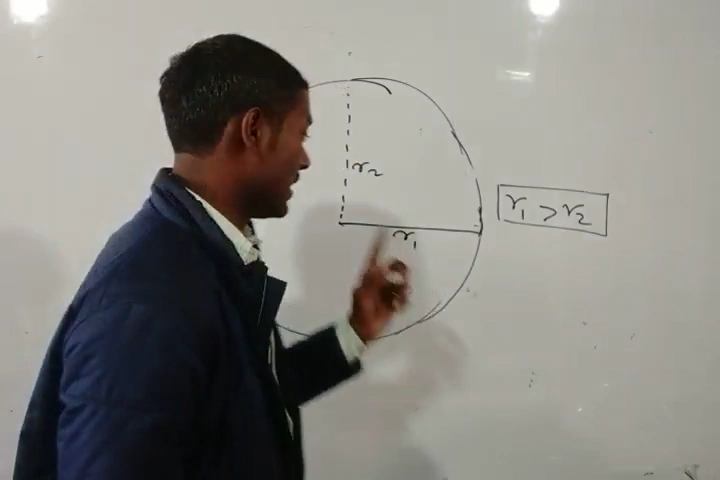 r₂
r₁
r₁ > r₂